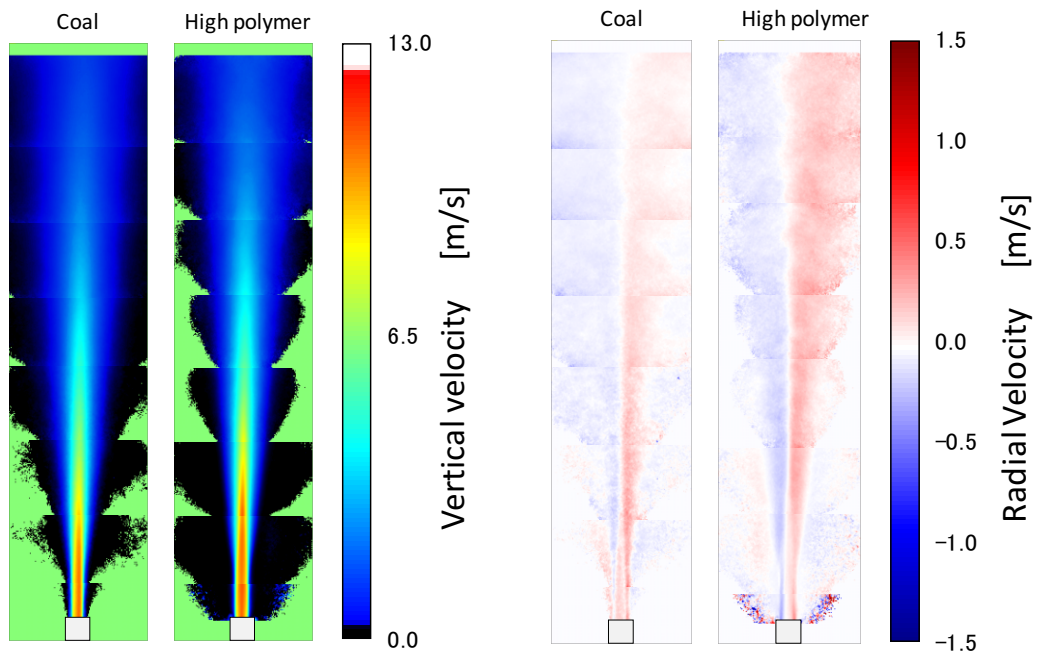 Coal
High polymer
13.0
6.5
0.0
Vertical velocity [m/s]
Coal
High polymer
1.5
1.0
0.5
0.0
−0.5
−1.0
−1.5
Radial Velocity [m/s]